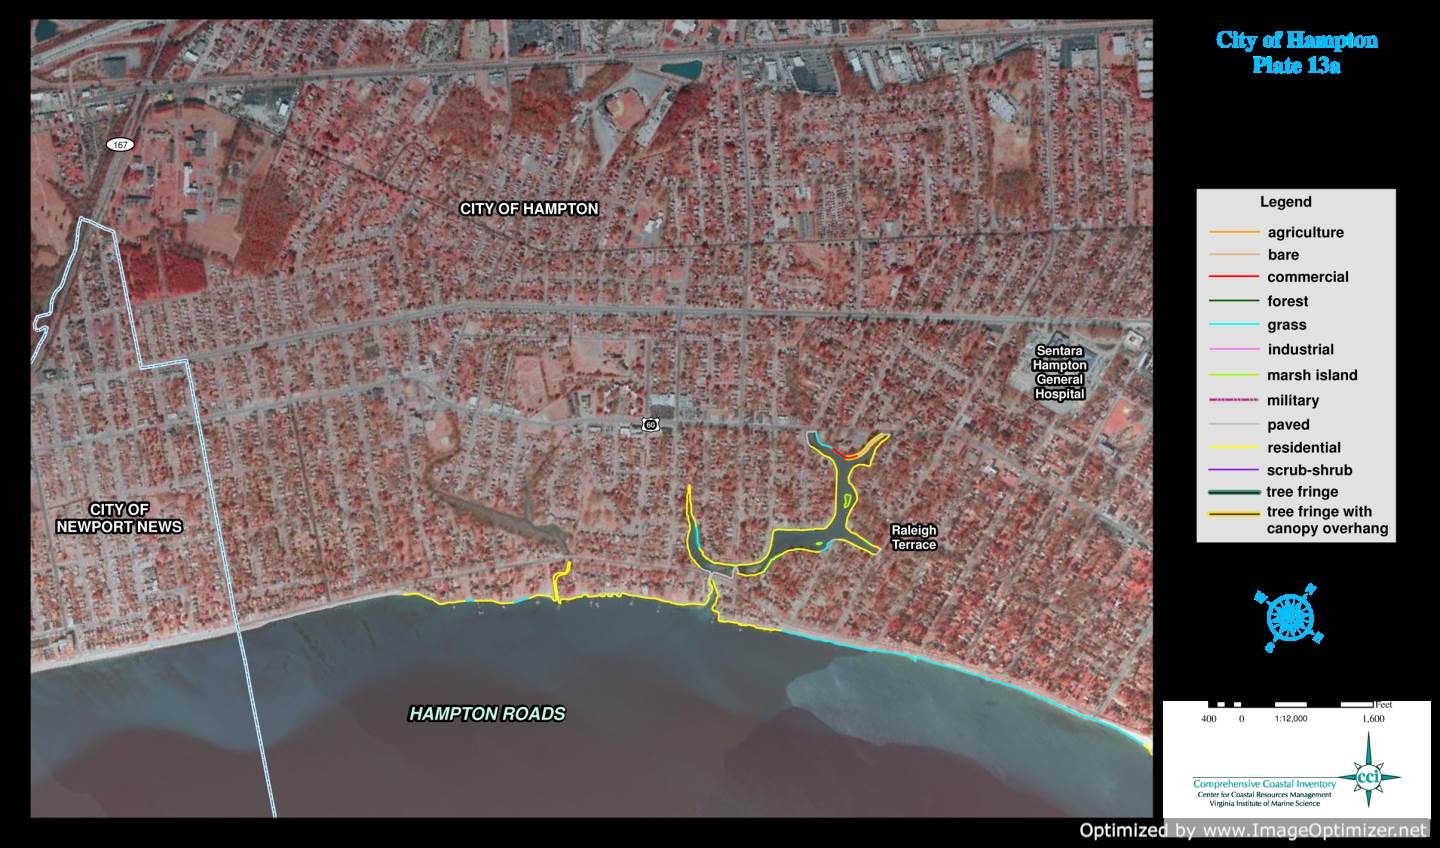 City of Hampton
Plate 13a
167
CITY OF HAMPTON
Sentara
Hampton
General
Hospital
60
CITY OF
NEWPORT NEWS
Raleigh
Terrace
HAMPTON ROADS
Legend
agriculture
bare
commercial
forest
grass
industrial
marsh island
military
paved
residential
scrub-shrub
tree fringe
tree fringe with
canopy overhang
Feet
400 0 1:12,000 1,600
cci
Comprehensive Coastal Inventory
Center for Coastal Resources Management
Virginia Institute of Marine Science
Optimized by www.ImageOptimizer.net